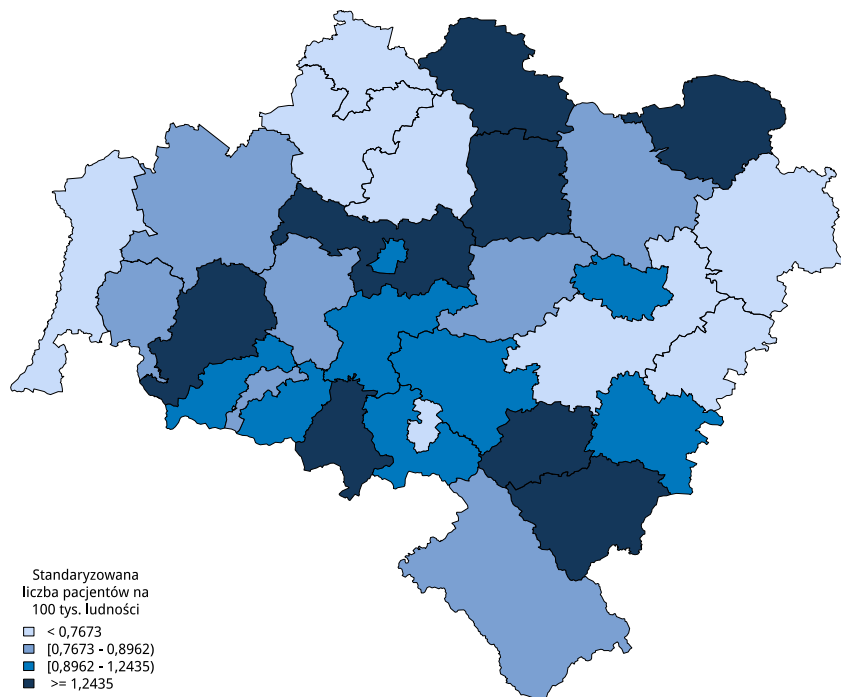 Standaryzowana
liczba pacjentów na
100 tys. ludności
< 0,7673
[0,7673 - 0,8962)
[0,8962 - 1,2435)
>= 1,2435